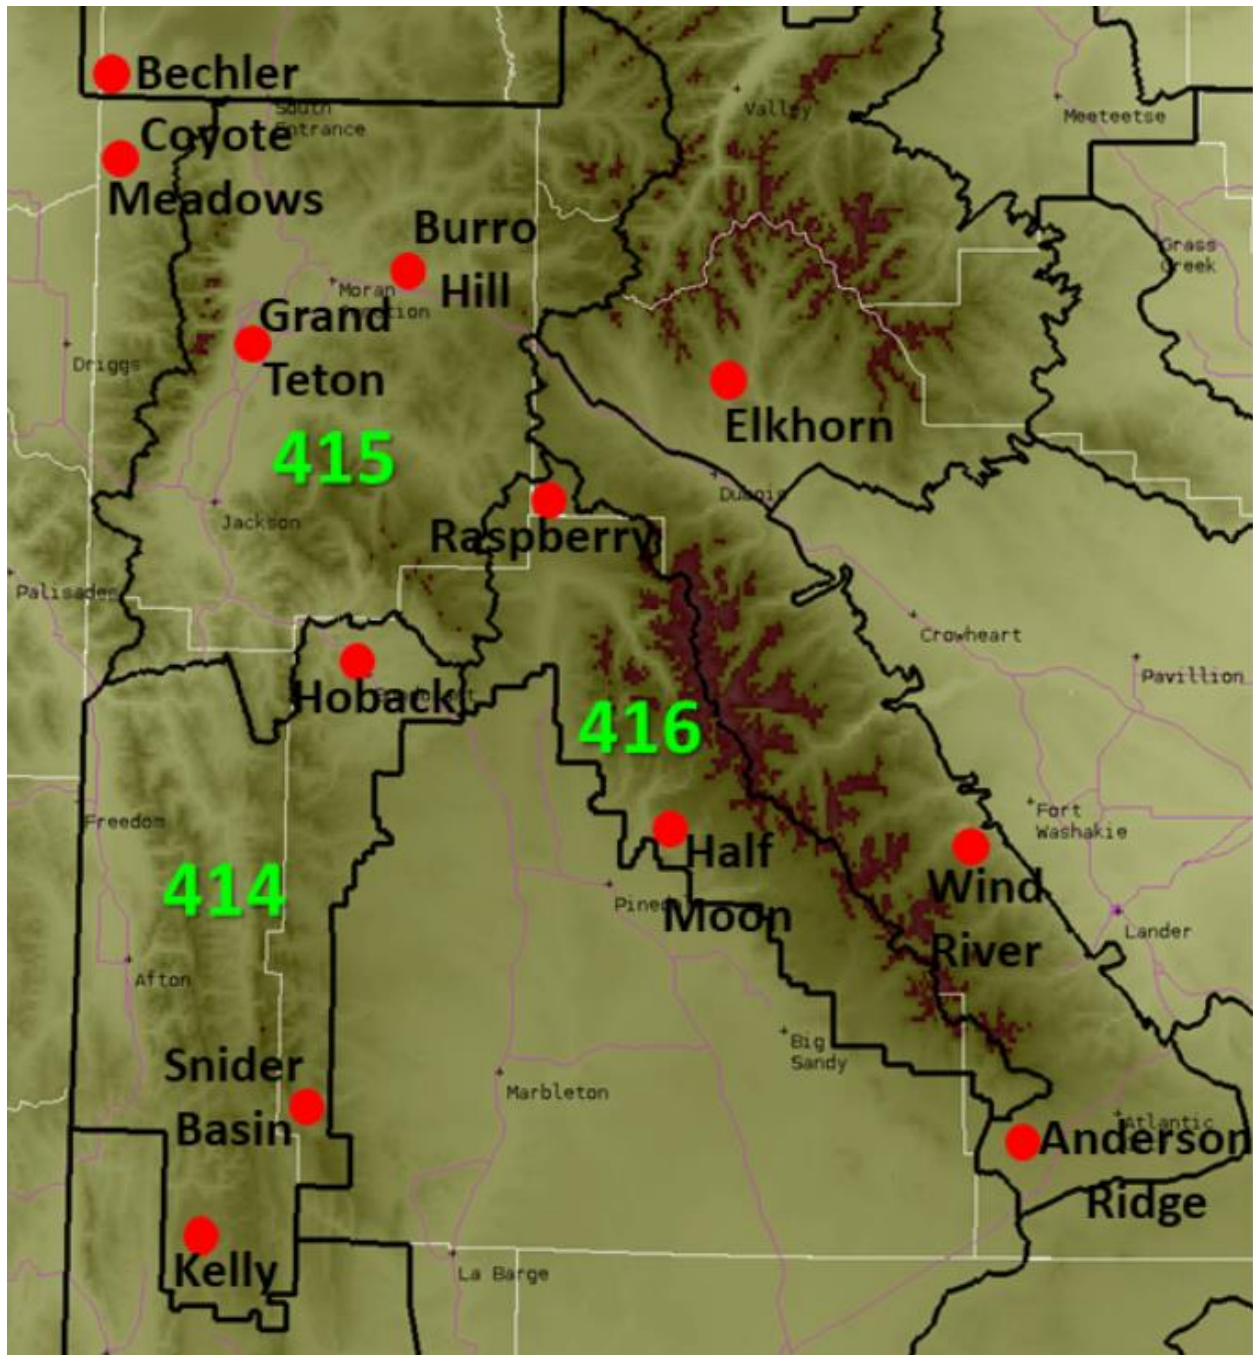 Bechler
South
Entrance
Coyote
Meadows
Valley
Meeteetse
Burro
Hill
Grass
Creek
Moran
Grand
Teton
Driggs
Elkhorn
415
Dubois
Jackson
Raspberry
Palisades
Crowheart
Pavillion
Hoback
416
Freedom
Fort
Washakie
Half
Moon
414
Wind
River
Lander
Afton
Big
Sandy
Snider
Basin
Marbleton
Atlantic
Anderson
Ridge
Kelly
La Barge